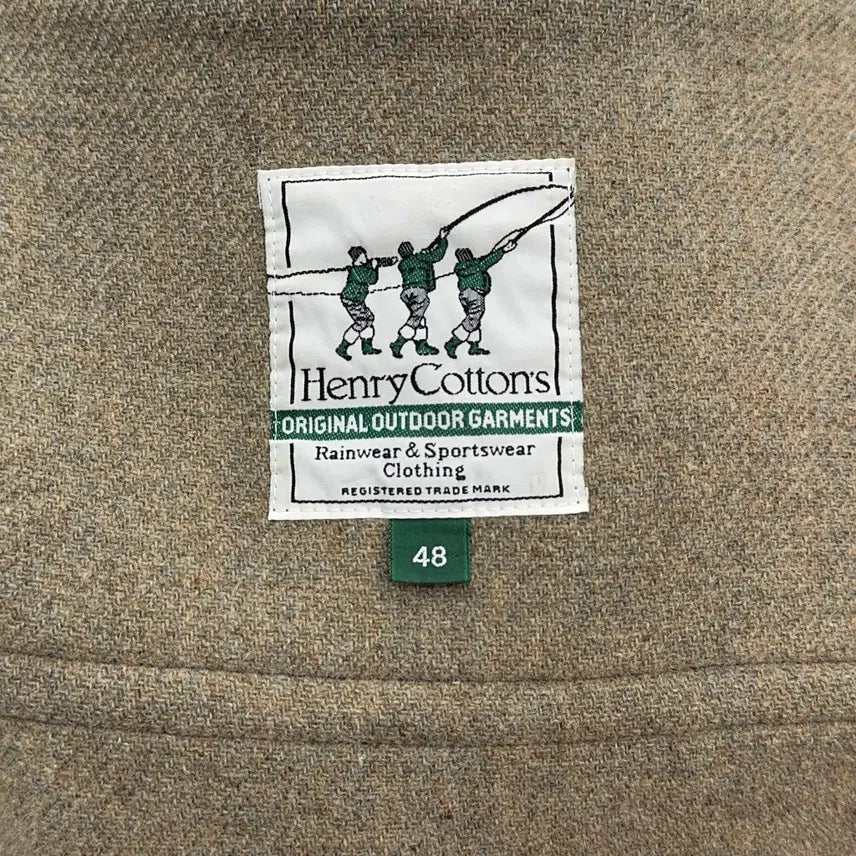 Henry Cotton's
ORIGINAL OUTDOOR GARMENTS
Rainwear & Sportswear
Clothing
REGISTERED TRADE MARK
48